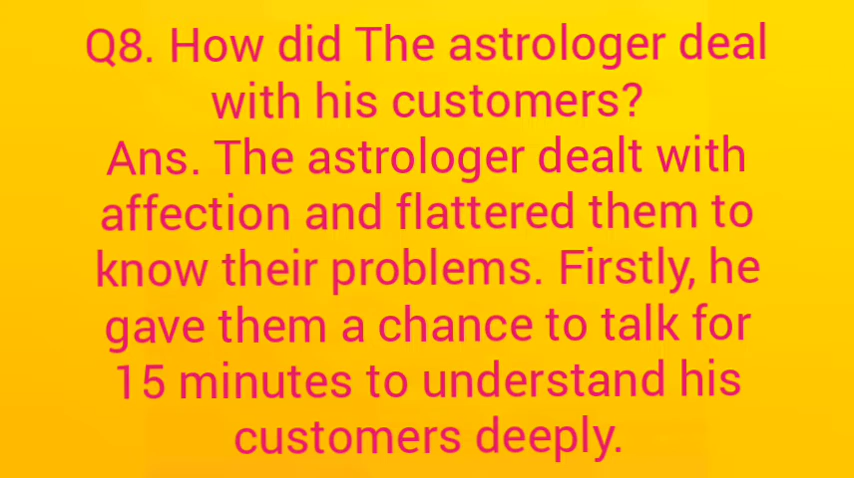 Q8. How did The astrologer deal
with his customers?
Ans. The astrologer dealt with
affection and flattered them to
know their problems. Firstly, he
gave them a chance to talk for
15 minutes to understand his
customers deeply.